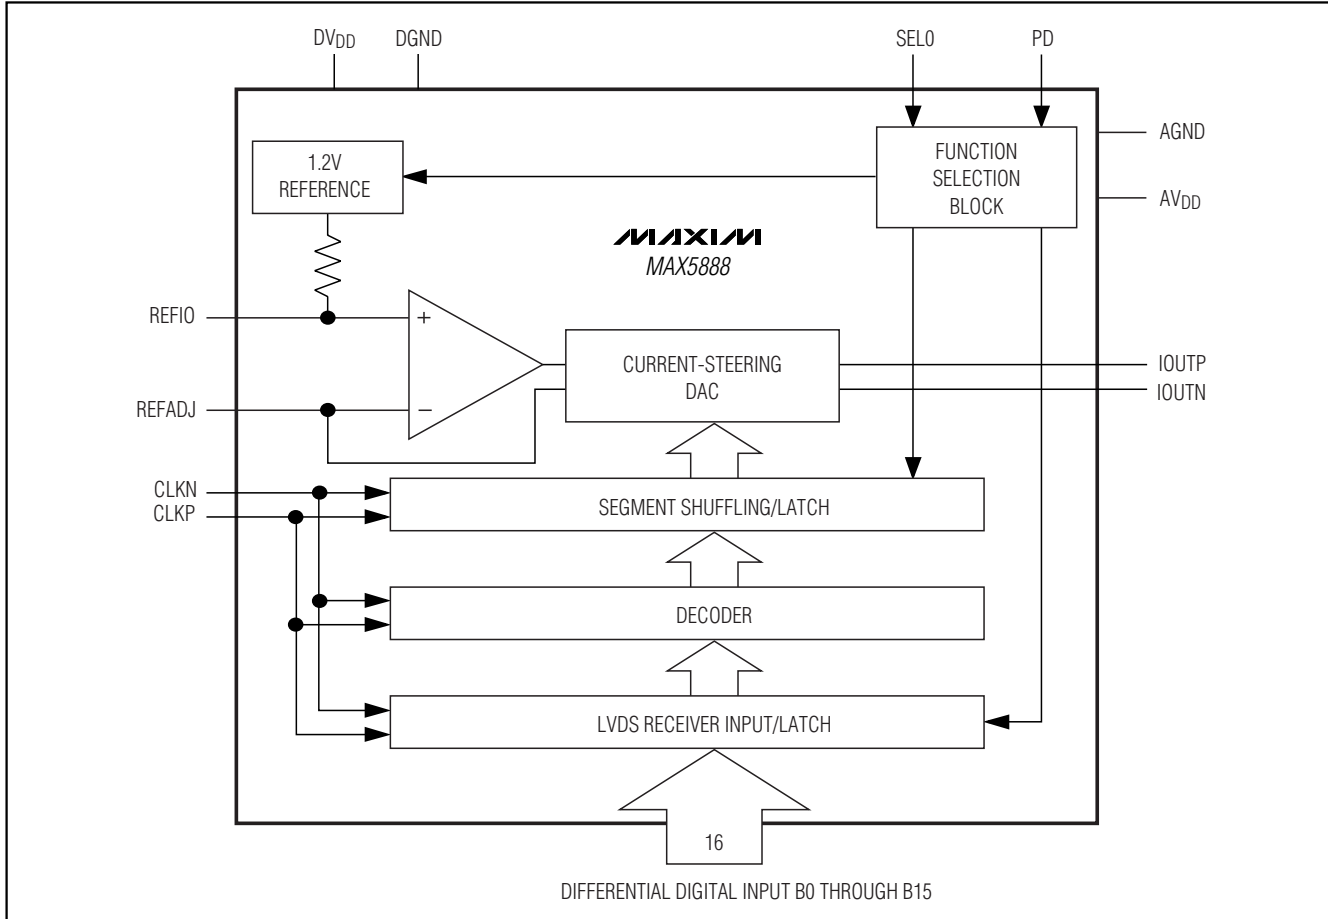 DVDD
DGND
SEL0
PD
1.2V
REFERENCE
FUNCTION
SELECTION
BLOCK
AGND
AVDD
MAXIM
MAX5888
REFIO
+
CURRENT-STEERING
DAC
IOUTP
IOUTN
REFADJ
−
CLKN
CLKP
SEGMENT SHUFFLING/LATCH
DECODER
LVDS RECEIVER INPUT/LATCH
16
DIFFERENTIAL DIGITAL INPUT B0 THROUGH B15